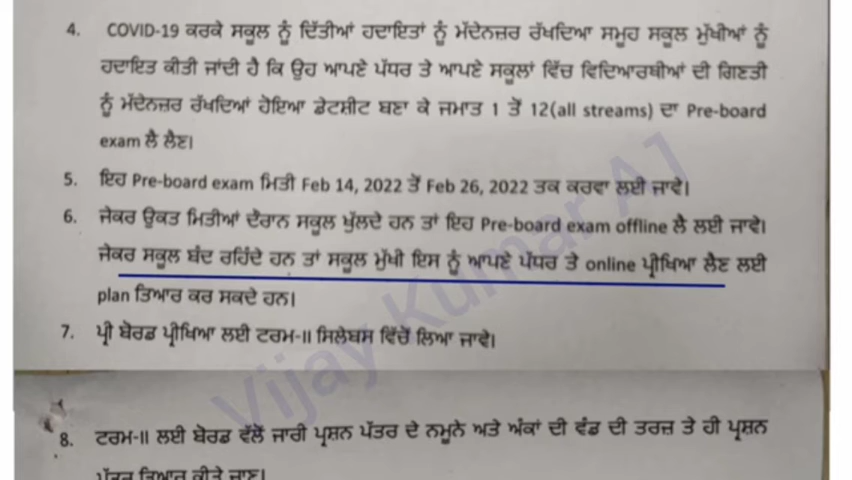 4. COVID-19 ਕਰਕੇ ਸਕੂਲ ਨੂੰ ਦਿੱਤੀਆਂ ਹਦਾਇਤਾਂ ਨੂੰ ਮੱਦੇਨਜ਼ਰ ਰੱਖਦਿਆ ਸਮੂਹ ਸਕੂਲ ਮੁੱਖੀਆਂ ਨੂੰ
ਹਦਾਇਤ ਕੀਤੀ ਜਾਂਦੀ ਹੈ ਕਿ ਉਹ ਆਪਣੇ ਪੱਧਰ ਤੇ ਆਪਣੇ ਸਕੂਲਾਂ ਵਿੱਚ ਵਿਦਿਆਰਥੀਆਂ ਦੀ ਗਿਣਤੀ
ਨੂੰ ਮੱਦੇਨਜ਼ਰ ਰੱਖਦਿਆਂ ਹੋਇਆ ਡੇਟਸ਼ੀਟ ਬਣਾ ਕੇ ਜਮਾਤ 1 ਤੋਂ 12(all streams) ਦਾ Pre-board
exam ਲੈ ਲੈਣ।
5. ਇਹ Pre-board exam ਮਿਤੀ Feb 14, 2022 ਤੋਂ Feb 26, 2022 ਤਕ ਕਰਵਾ ਲਈ ਜਾਵੇ।
6. ਜੇਕਰ ਉਕਤ ਮਿਤੀਆਂ ਦੌਰਾਨ ਸਕੂਲ ਖੁੱਲਦੇ ਹਨ ਤਾਂ ਇਹ Pre-board exam offline ਲੈ ਲਈ ਜਾਵੇ।
ਜੇਕਰ ਸਕੂਲ ਬੰਦ ਰਹਿੰਦੇ ਹਨ ਤਾਂ ਸਕੂਲ ਮੁੱਖੀ ਇਸ ਨੂੰ ਆਪਣੇ ਪੱਧਰ ਤੇ online ਪ੍ਰੀਖਿਆ ਲੈਣ ਲਈ
plan ਤਿਆਰ ਕਰ ਸਕਦੇ ਹਨ।
7. ਪ੍ਰੀ ਬੋਰਡ ਪ੍ਰੀਖਿਆ ਲਈ ਟਰਮ-II ਸਿਲੇਬਸ ਵਿੱਚੋਂ ਲਿਆ ਜਾਵੇ।
8. ਟਰਮ-II ਲਈ ਬੋਰਡ ਵੱਲੋਂ ਜਾਰੀ ਪ੍ਰਸ਼ਨ ਪੱਤਰ ਦੇ ਨਮੂਨੇ ਅਤੇ ਅੰਕਾਂ ਦੀ ਵੰਡ ਦੀ ਤਰਜ਼ ਤੇ ਹੀ ਪ੍ਰਸ਼ਨ
ਪੱਤਰ ਤਿਆਰ ਕੀਤੇ ਜਾਣ।
Vijay Kumar AJ